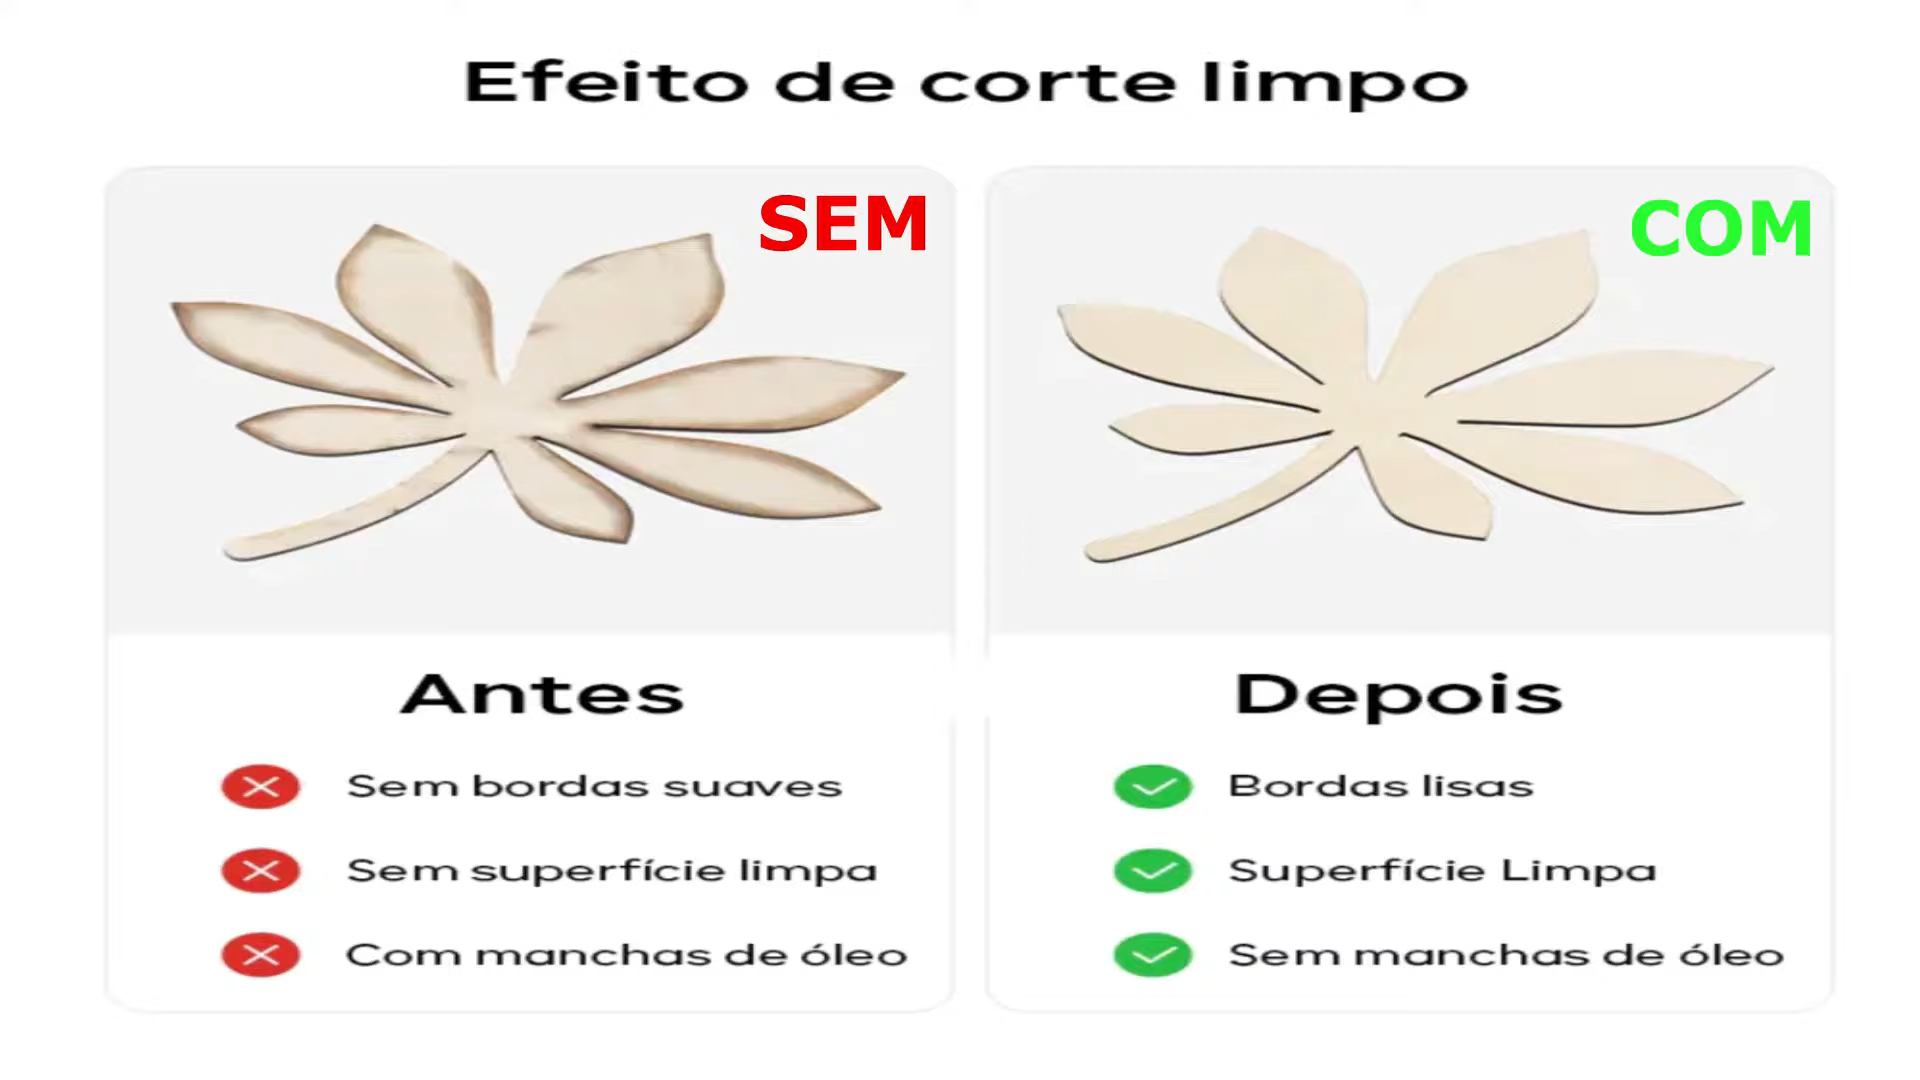 Efeito de corte limpo
SEM
COM
Antes
Sem bordas suaves
Sem superfície limpa
Com manchas de óleo
Depois
Bordas lisas
Superfície Limpa
Sem manchas de óleo